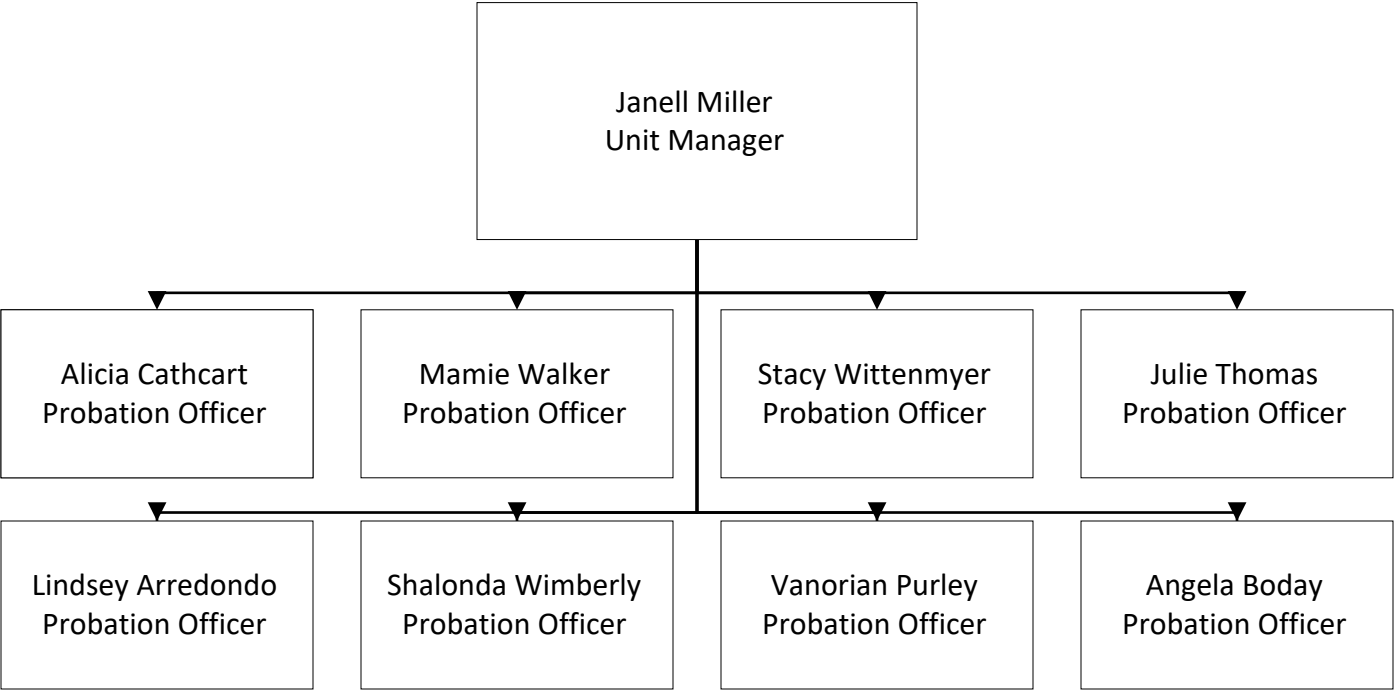 Janell Miller
Unit Manager
Alicia Cathcart
Probation Officer
Mamie Walker
Probation Officer
Stacy Wittenmyer
Probation Officer
Julie Thomas
Probation Officer
Lindsey Arredondo
Probation Officer
Shalonda Wimberly
Probation Officer
Vanorian Purley
Probation Officer
Angela Boday
Probation Officer